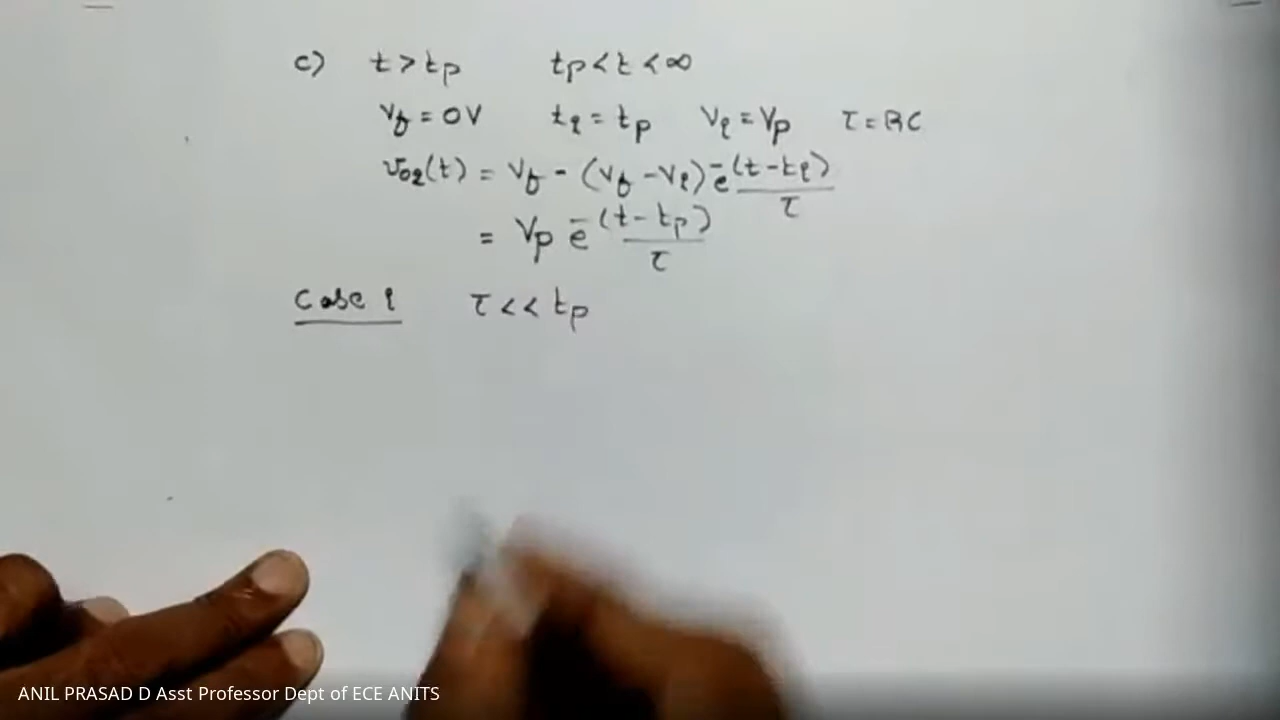 c) t > tp tp < t < ∞
Vf = 0V ti = tp Vi = Vp τ = RC
vo2(t) = Vf - (Vf - Vi) e^-(t - ti)/τ
= Vp e^-(t - tp)/τ
Case 1 τ << tp
ANIL PRASAD D Asst Professor Dept of ECE ANITS